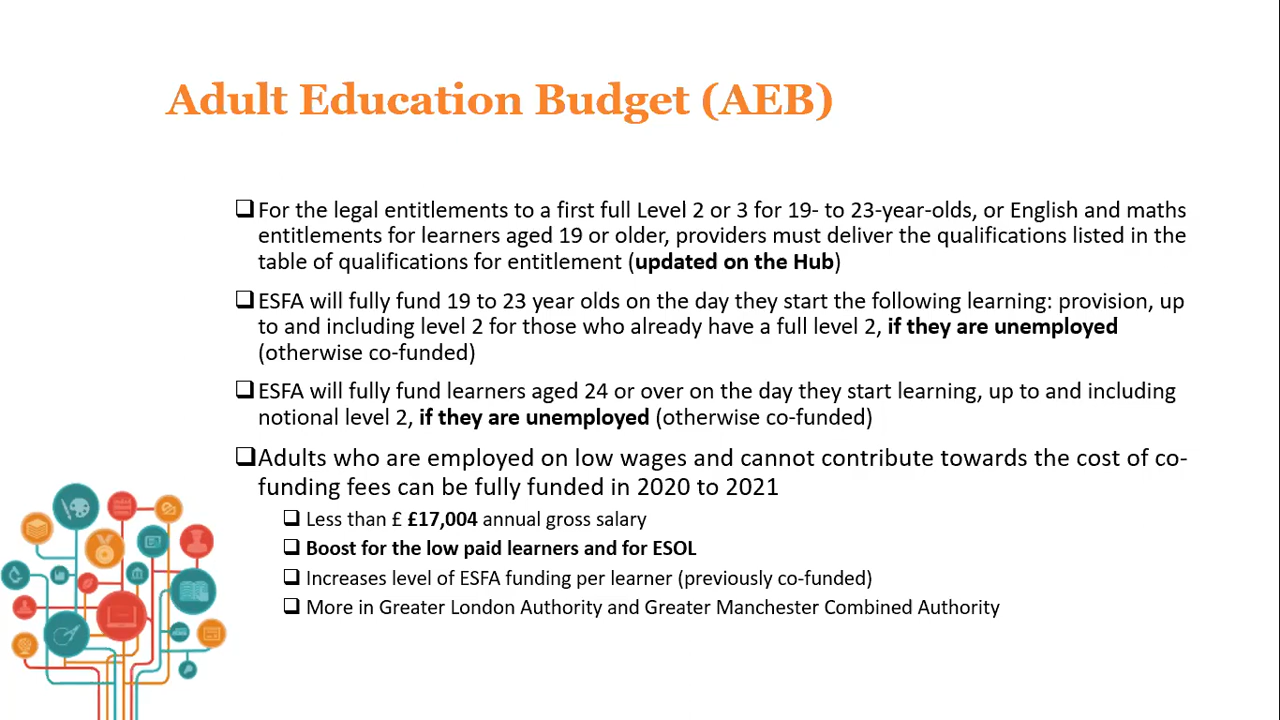 Adult Education Budget (AEB)
❑For the legal entitlements to a first full Level 2 or 3 for 19- to 23-year-olds, or English and maths
entitlements for learners aged 19 or older, providers must deliver the qualifications listed in the
table of qualifications for entitlement (updated on the Hub)
❑ESFA will fully fund 19 to 23 year olds on the day they start the following learning: provision, up
to and including level 2 for those who already have a full level 2, if they are unemployed
(otherwise co-funded)
❑ESFA will fully fund learners aged 24 or over on the day they start learning, up to and including
notional level 2, if they are unemployed (otherwise co-funded)
❑Adults who are employed on low wages and cannot contribute towards the cost of co-
funding fees can be fully funded in 2020 to 2021
❑ Less than £ £17,004 annual gross salary
❑ Boost for the low paid learners and for ESOL
❑ Increases level of ESFA funding per learner (previously co-funded)
❑ More in Greater London Authority and Greater Manchester Combined Authority